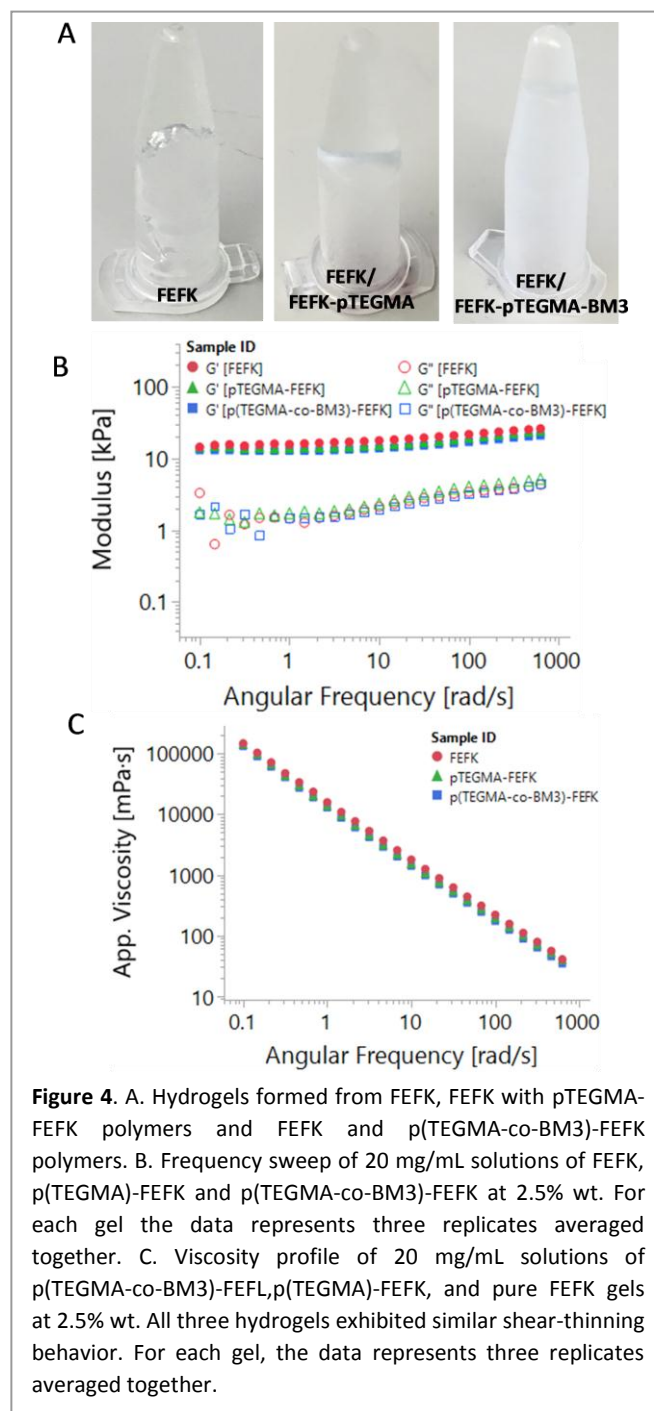 A
FEFK
FEFK/
FEFK-pTEGMA
FEFK/
FEFK-pTEGMA-BM3
B
Sample ID
G' [FEFK] G" [FEFK]
G' [pTEGMA-FEFK] G" [pTEGMA-FEFK]
G' [p(TEGMA-co-BM3)-FEFK] G" [p(TEGMA-co-BM3)-FEFK]
Modulus [kPa]
100
10
1
0.1
0.1 1 10 100 1000
Angular Frequency [rad/s]
C
Sample ID
FEFK
pTEGMA-FEFK
p(TEGMA-co-BM3)-FEFK
App. Viscosity [mPa·s]
100000
10000
1000
100
10
0.1 1 10 100 1000
Angular Frequency [rad/s]
Figure 4. A. Hydrogels formed from FEFK, FEFK with pTEGMA-
FEFK polymers and FEFK and p(TEGMA-co-BM3)-FEFK
polymers. B. Frequency sweep of 20 mg/mL solutions of FEFK,
p(TEGMA)-FEFK and p(TEGMA-co-BM3)-FEFK at 2.5% wt. For
each gel the data represents three replicates averaged
together. C. Viscosity profile of 20 mg/mL solutions of
p(TEGMA-co-BM3)-FEFL,p(TEGMA)-FEFK, and pure FEFK gels
at 2.5% wt. All three hydrogels exhibited similar shear-thinning
behavior. For each gel, the data represents three replicates
averaged together.